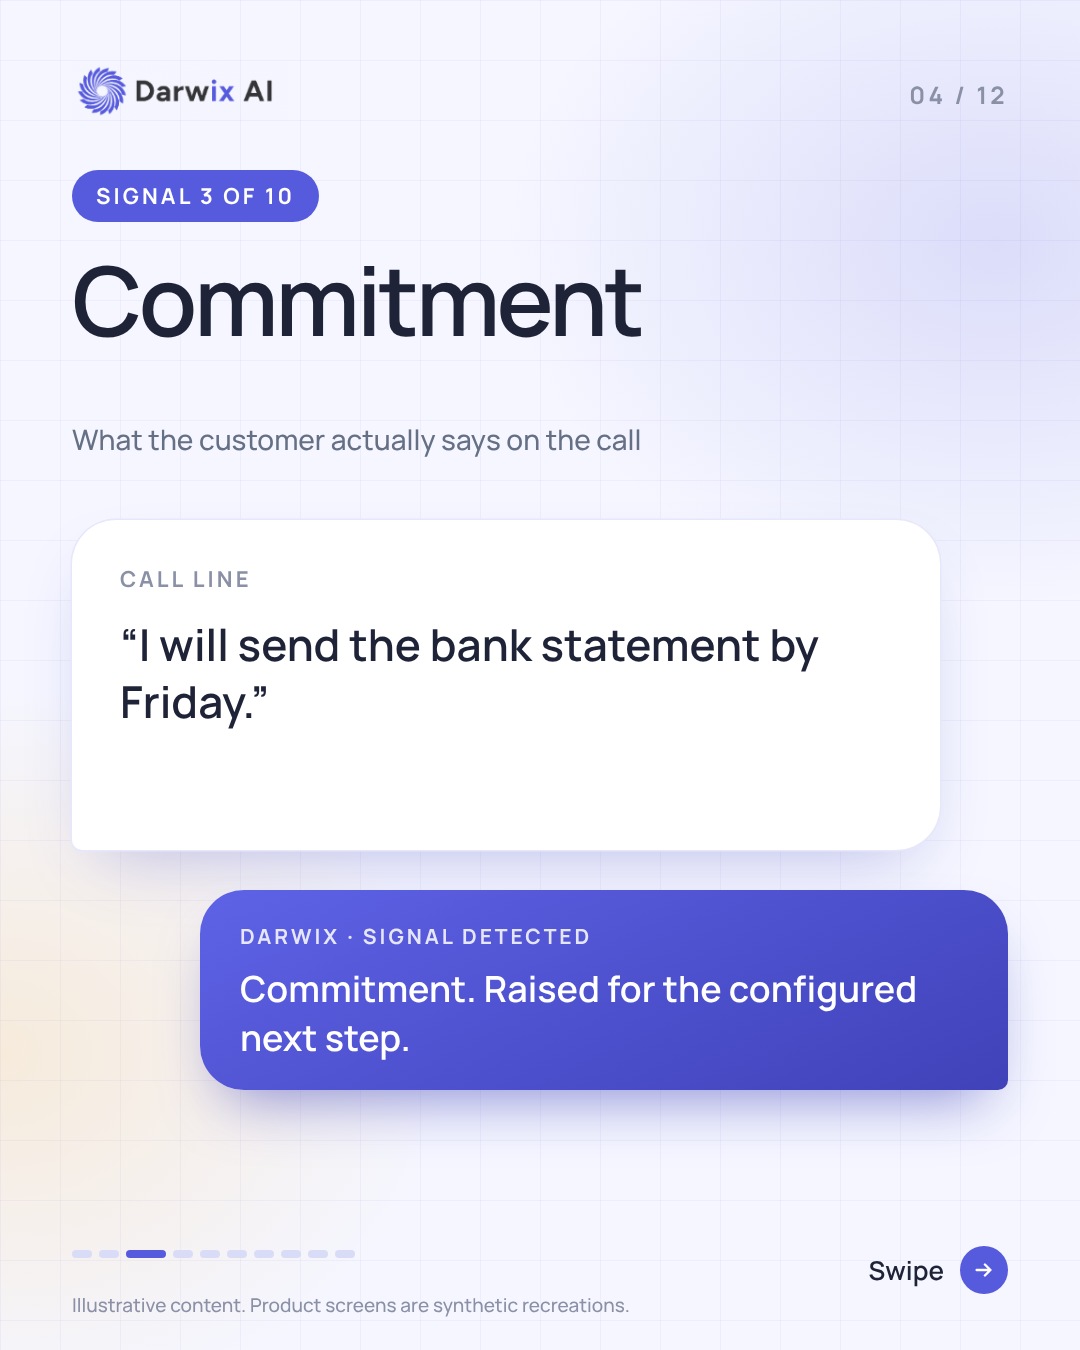 Darwix AI
04 / 12
SIGNAL 3 OF 10
Commitment
What the customer actually says on the call
CALL LINE
“I will send the bank statement by
Friday.”
DARWIX · SIGNAL DETECTED
Commitment. Raised for the configured
next step.
Swipe
Illustrative content. Product screens are synthetic recreations.